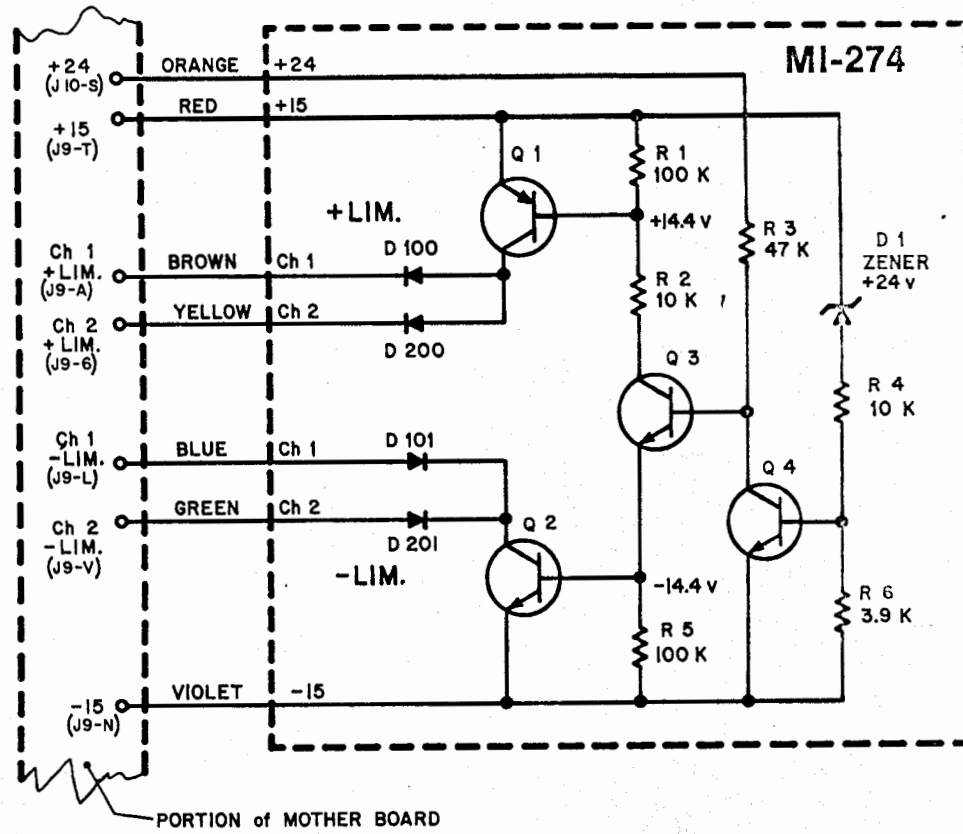 MI-274
+24
(J10-S)
ORANGE
+24
+15
(J9-T)
RED
+15
Q 1
R 1
100 K
+LIM.
+14.4 v
R 3
47 K
D 1
ZENER
+24 v
Ch 1
+LIM.
(J9-A)
BROWN
Ch 1
D 100
R 2
10 K
Ch 2
+ LIM.
(J9-6)
YELLOW
Ch 2
D 200
Q 3
R 4
10 K
Ch 1
-LIM.
(J9-L)
BLUE
Ch 1
D 101
Q 4
Ch 2
-LIM.
(J9-V)
GREEN
Ch 2
D 201
Q 2
-LIM.
-14.4 v
R 6
3.9 K
R 5
100 K
-15
(J9-N)
VIOLET
-15
PORTION of MOTHER BOARD